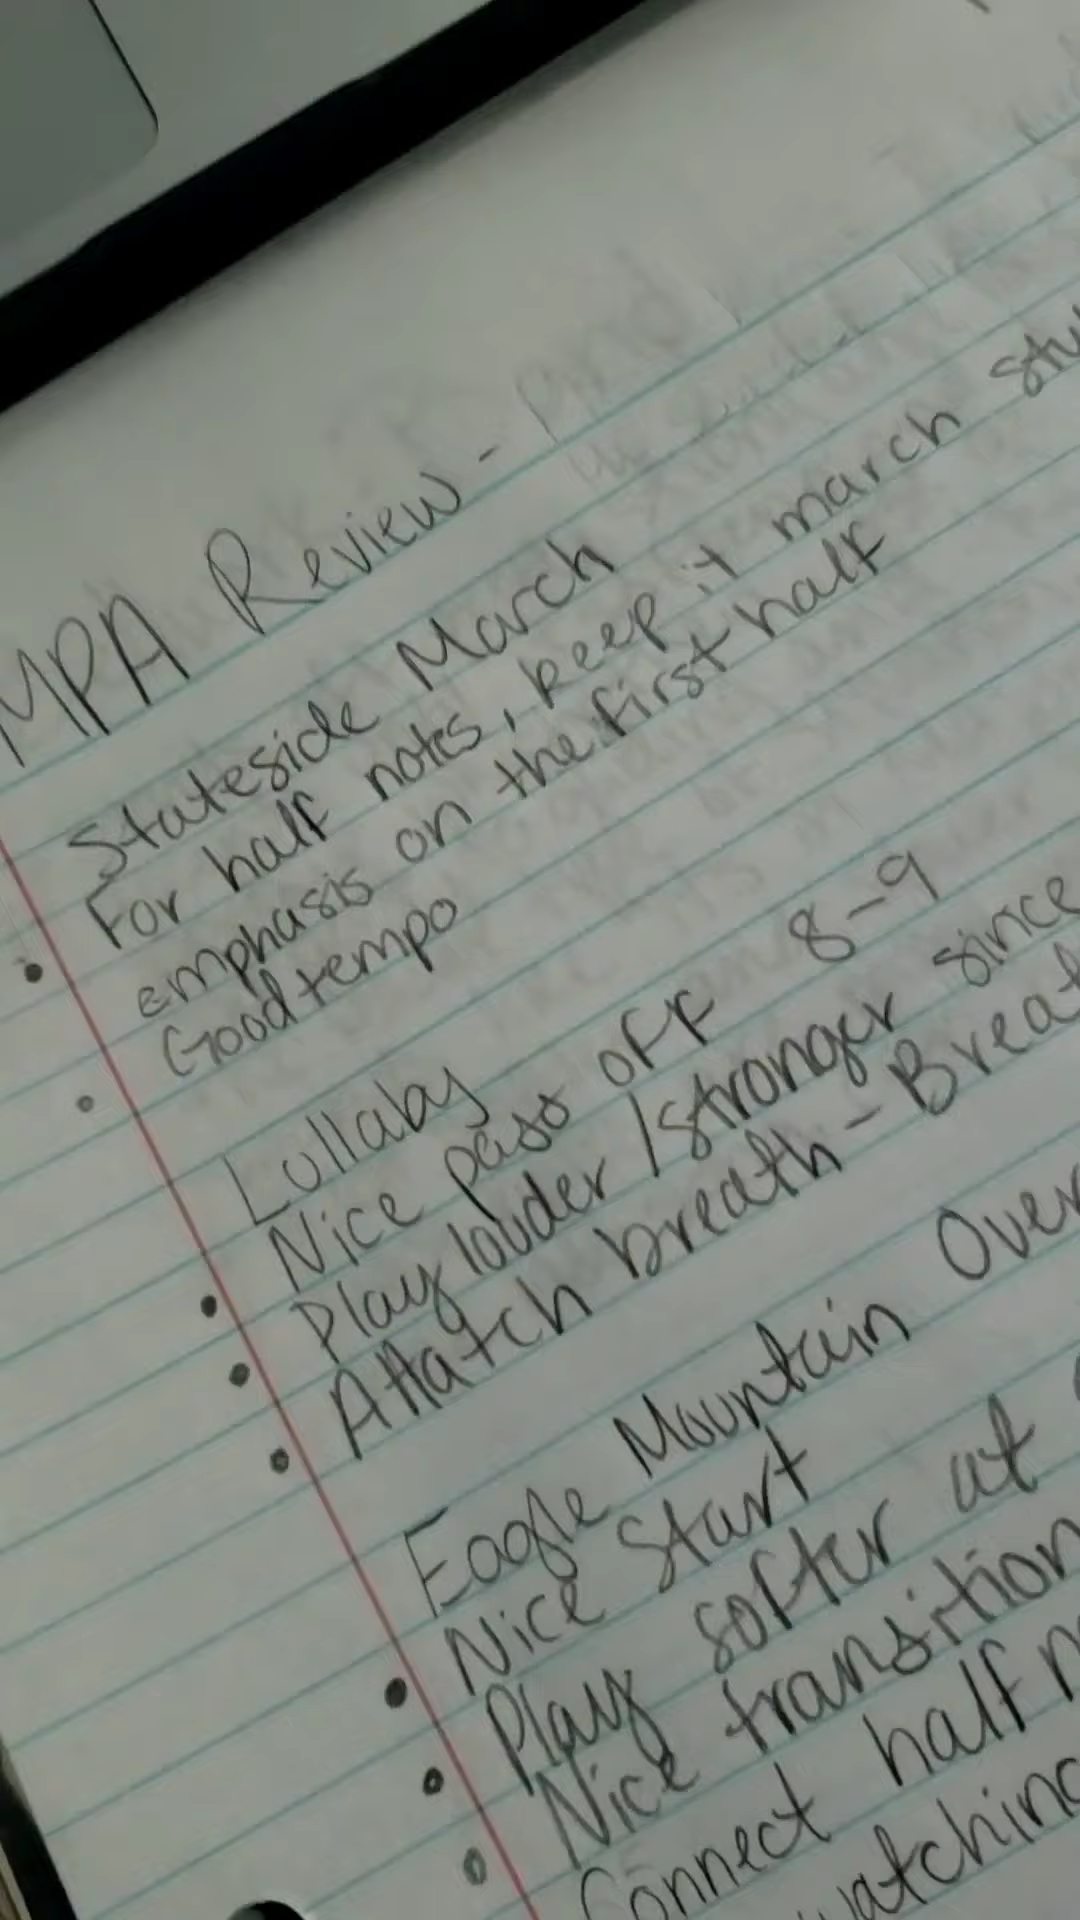 MPA Review -
Stateside March
For half notes, keep it march
emphasis on the first half
Good tempo
Lullaby
Nice pass off 8-9
Play louder/stronger since
Attatch breath - Breat
Eagle Mountain Over
Nice start
Play softer at
Nice transition
Connect half